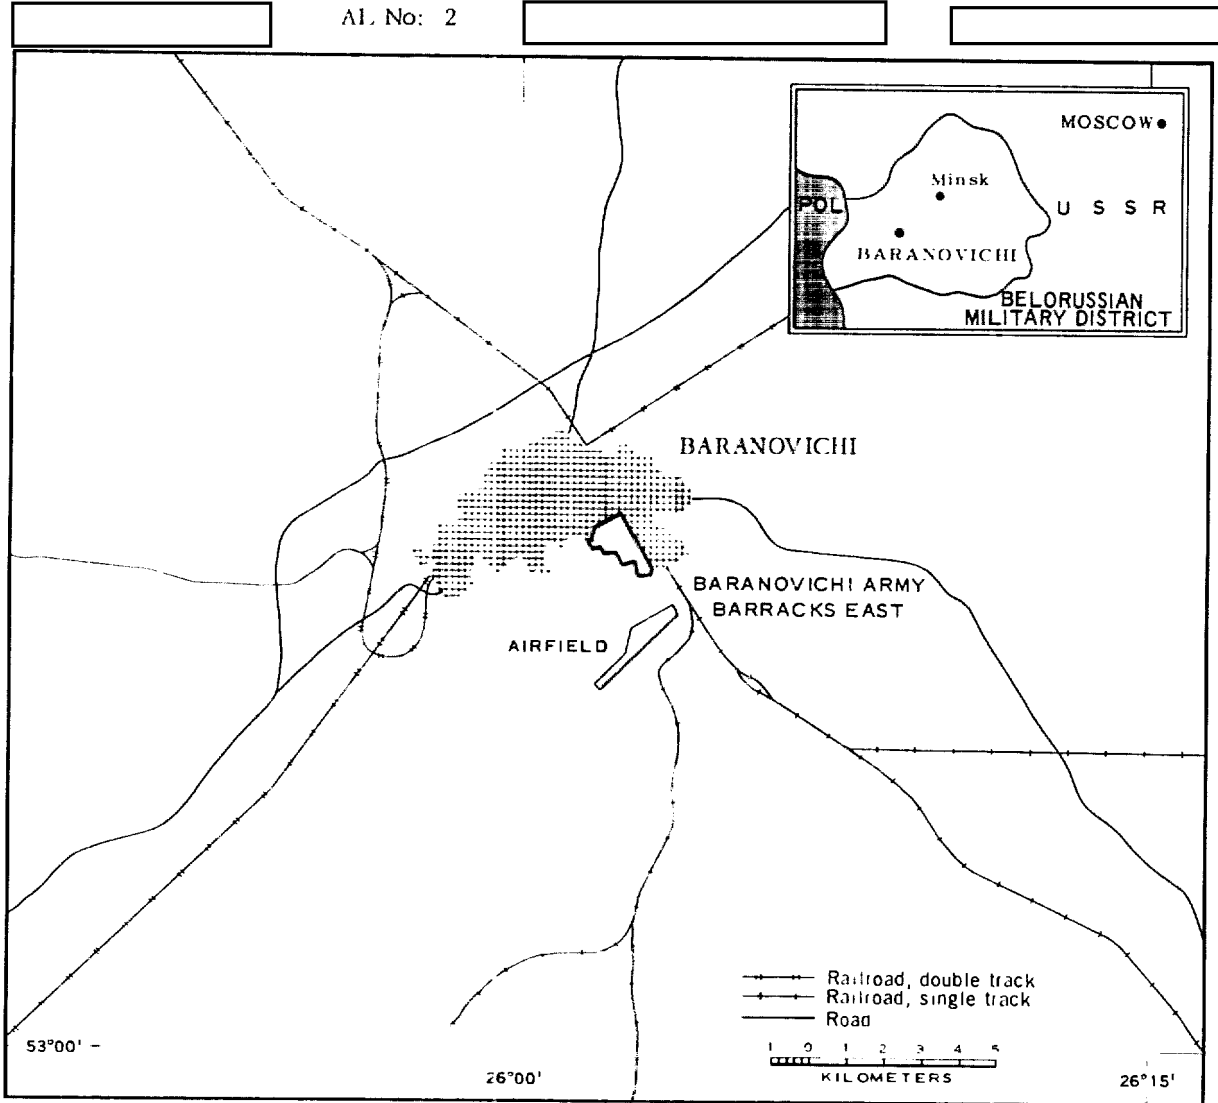 AL No: 2
MOSCOW
Minsk
POL
U S S R
BARANOVICHI
BELORUSSIAN
MILITARY DISTRICT
BARANOVICHI
BARANOVICHI ARMY
BARRACKS EAST
AIRFIELD
Railroad, double track
Railroad, single track
Road
53°00'
1 0 1 2 3 4 5
KILOMETERS
26°00'
26°15'